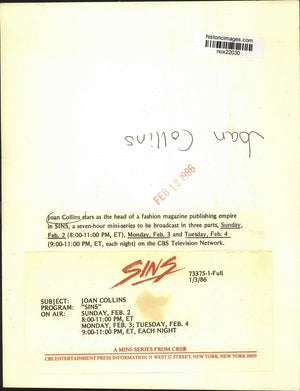 historicimages.com
nox22030
Joan Collins
FEB 13 1986
Joan Collins stars as the head of a fashion magazine publishing empire
in SINS, a seven-hour mini-series to be broadcast in three parts, Sunday,
Feb. 2 (8:00-11:00 PM, ET), Monday, Feb. 3 and Tuesday, Feb. 4
(9:00-11:00 PM, ET, each night) on the CBS Television Network.
SINS
73375-1-Full
1/3/86
SUBJECT: JOAN COLLINS
PROGRAM: "SINS"
ON AIR: SUNDAY, FEB. 2
8:00-11:00 PM, ET
MONDAY, FEB. 3; TUESDAY, FEB. 4
9:00-11:00 PM, ET, EACH NIGHT
A MINI-SERIES FROM CBS®
CBS ENTERTAINMENT PRESS INFORMATION, 51 WEST 52 STREET, NEW YORK, NEW YORK 10019